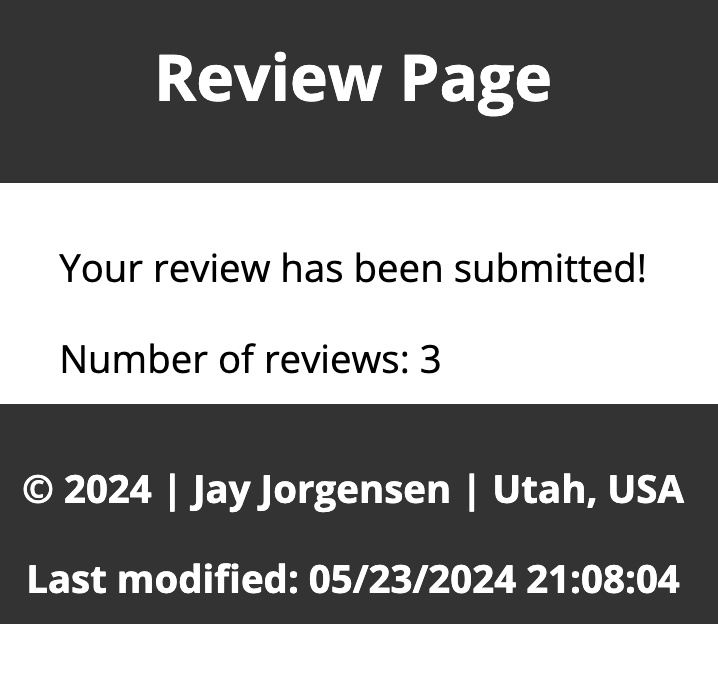 Review Page
Your review has been submitted!
Number of reviews: 3
© 2024 | Jay Jorgensen | Utah, USA
Last modified: 05/23/2024 21:08:04